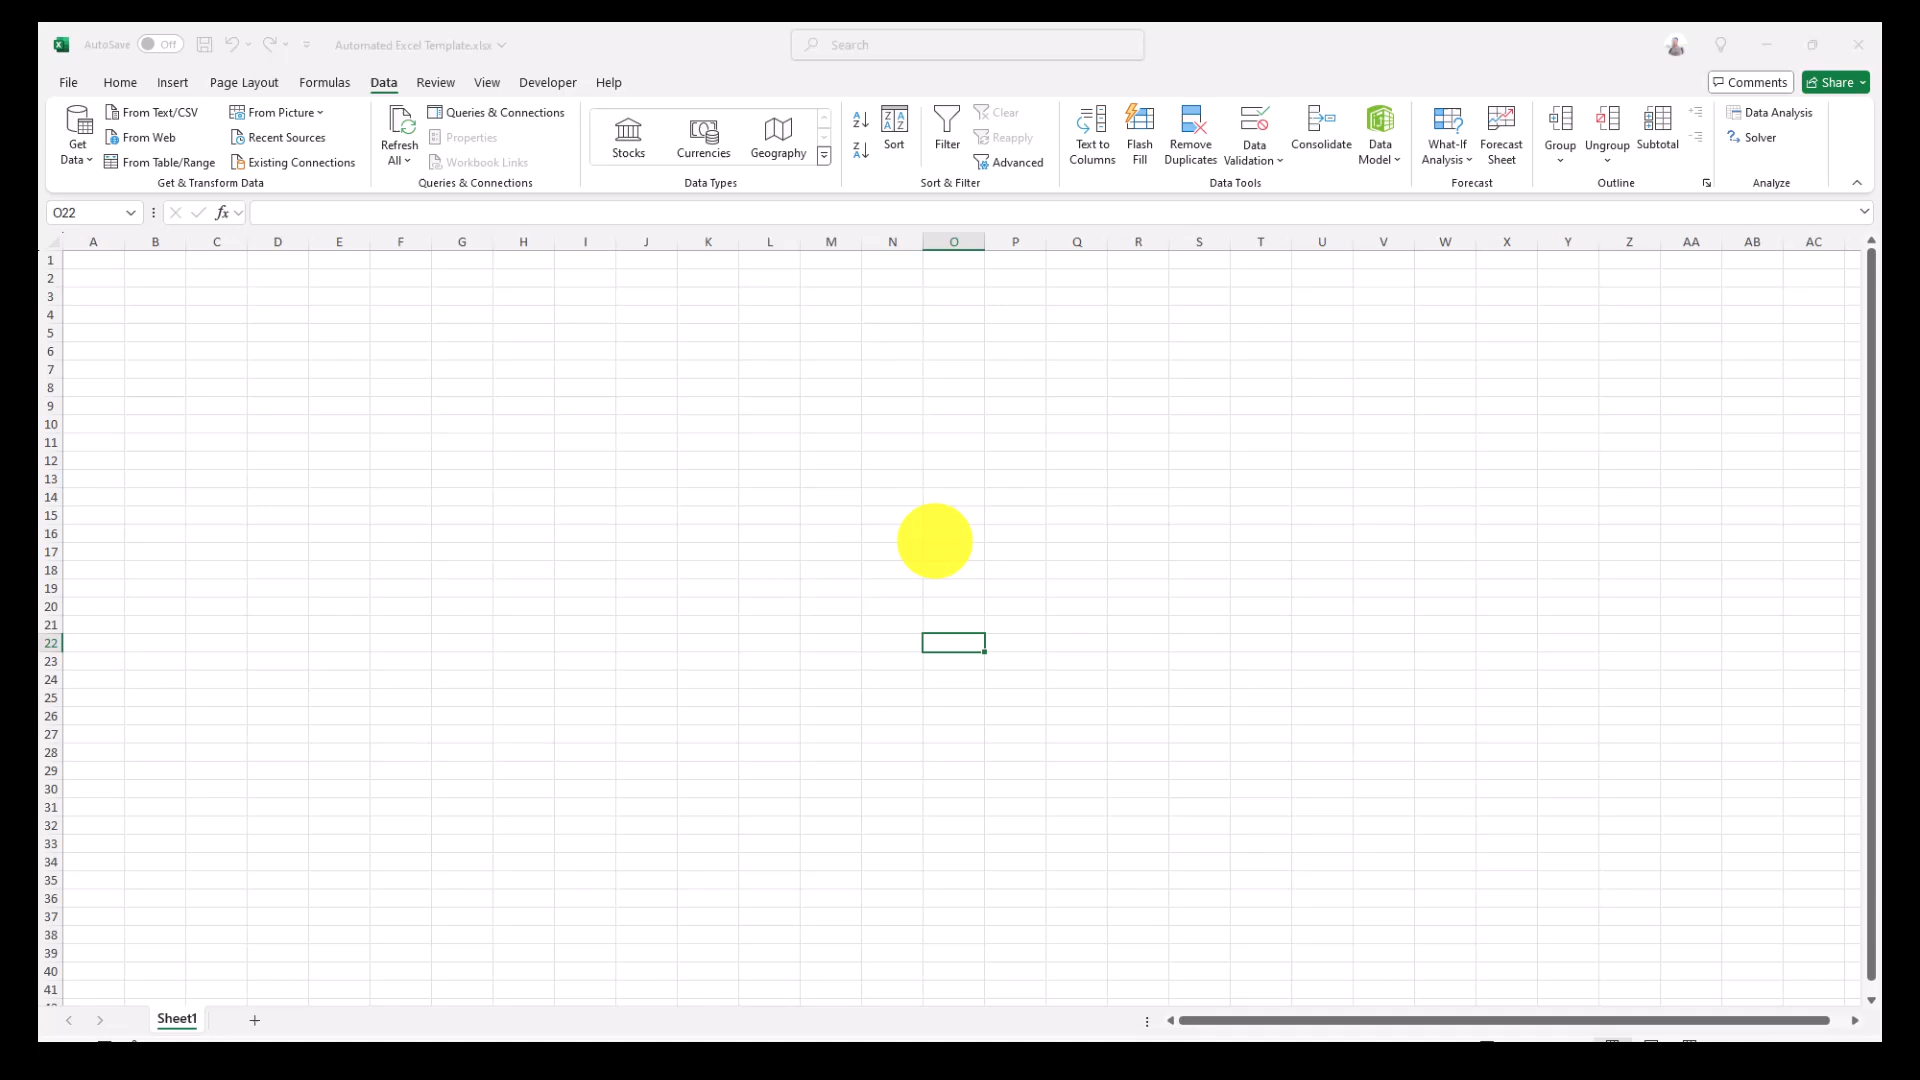 AutoSave Off Automated Excel Template.xlsx Search
File Home Insert Page Layout Formulas Data Review View Developer Help Comments Share
Get Data
From Text/CSV
From Web
From Table/Range
From Picture
Recent Sources
Existing Connections
Get & Transform Data
Refresh All
Queries & Connections
Properties
Workbook Links
Queries & Connections
Stocks Currencies Geography
Data Types
Sort
Filter
Clear
Reapply
Advanced
Sort & Filter
Text to Columns
Flash Fill
Remove Duplicates
Data Validation
Consolidate
Data Model
Data Tools
What-If Analysis
Forecast Sheet
Forecast
Group
Ungroup
Subtotal
Outline
Data Analysis
Solver
Analyze
O22 fx
A B C D E F G H I J K L M N O P Q R S T U V W X Y Z AA AB AC
1
2
3
4
5
6
7
8
9
10
11
12
13
14
15
16
17
18
19
20
21
22
23
24
25
26
27
28
29
30
31
32
33
34
35
36
37
38
39
40
41
Sheet1